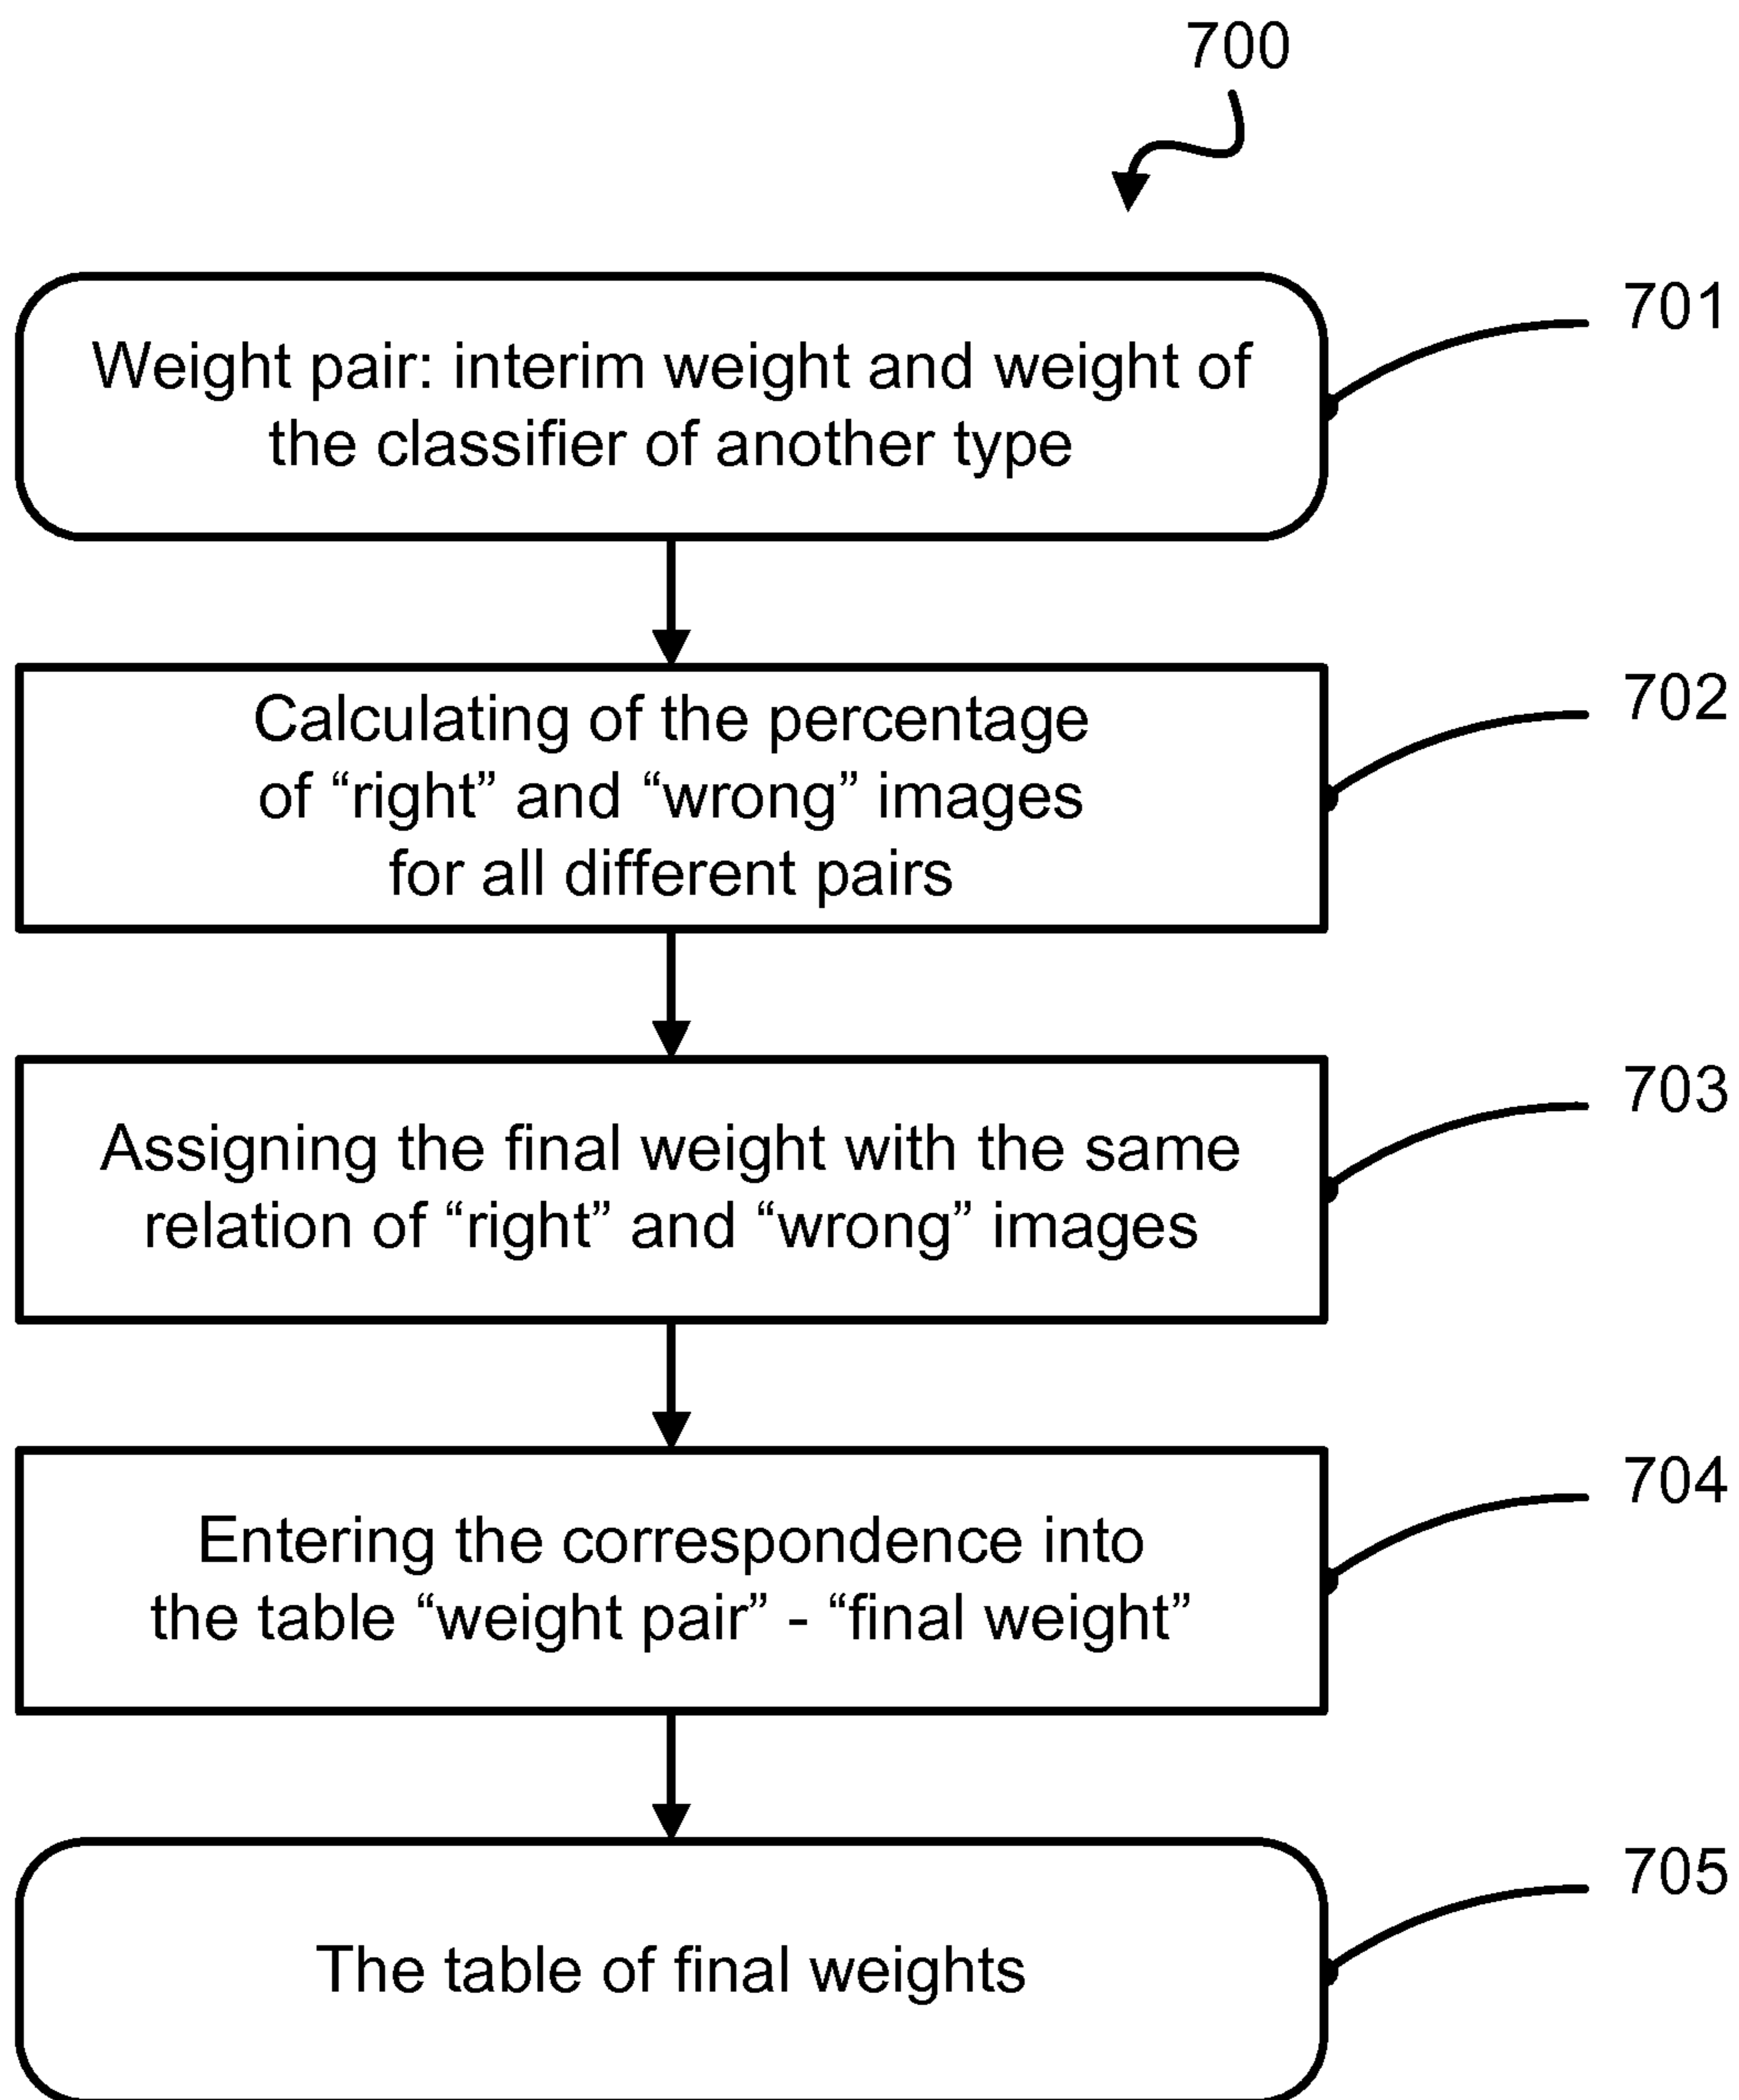 700
Weight pair: interim weight and weight of
the classifier of another type
701
Calculating of the percentage
of “right” and “wrong” images
for all different pairs
702
Assigning the final weight with the same
relation of “right” and “wrong” images
703
Entering the correspondence into
the table “weight pair” - “final weight”
704
The table of final weights
705